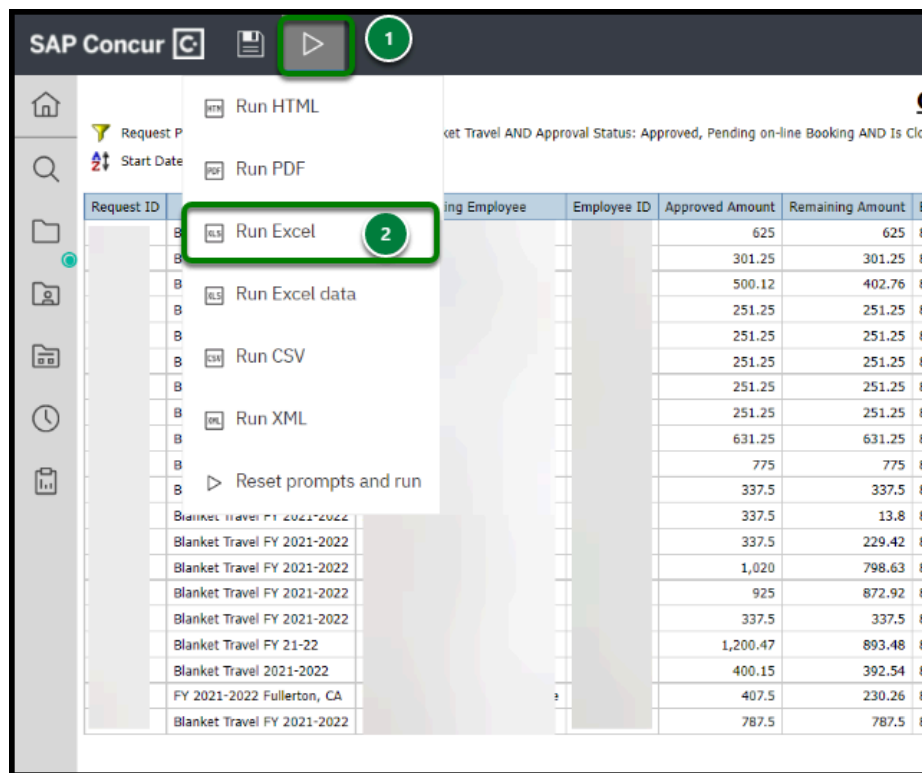 SAP Concur C
1
Run HTML
Request P
ket Travel AND Approval Status: Approved, Pending on-line Booking AND Is Clo
Start Date
Run PDF
Request ID
ing Employee Employee ID Approved Amount Remaining Amount
Run Excel 2
B 625 625
B 301.25 301.25
B 500.12 402.76
Run Excel data
B 251.25 251.25
B 251.25 251.25
B 251.25 251.25
Run CSV
B 251.25 251.25
B 251.25 251.25
Run XML
B 631.25 631.25
B 775 775
Reset prompts and run
B 337.5 337.5
Blanket Travel FY 2021-2022 337.5 13.8
Blanket Travel FY 2021-2022 337.5 229.42
Blanket Travel FY 2021-2022 1,020 798.63
Blanket Travel FY 2021-2022 925 872.92
Blanket Travel FY 2021-2022 337.5 337.5
Blanket Travel FY 21-22 1,200.47 893.48
Blanket Travel 2021-2022 400.15 392.54
FY 2021-2022 Fullerton, CA e 407.5 230.26
Blanket Travel FY 2021-2022 787.5 787.5